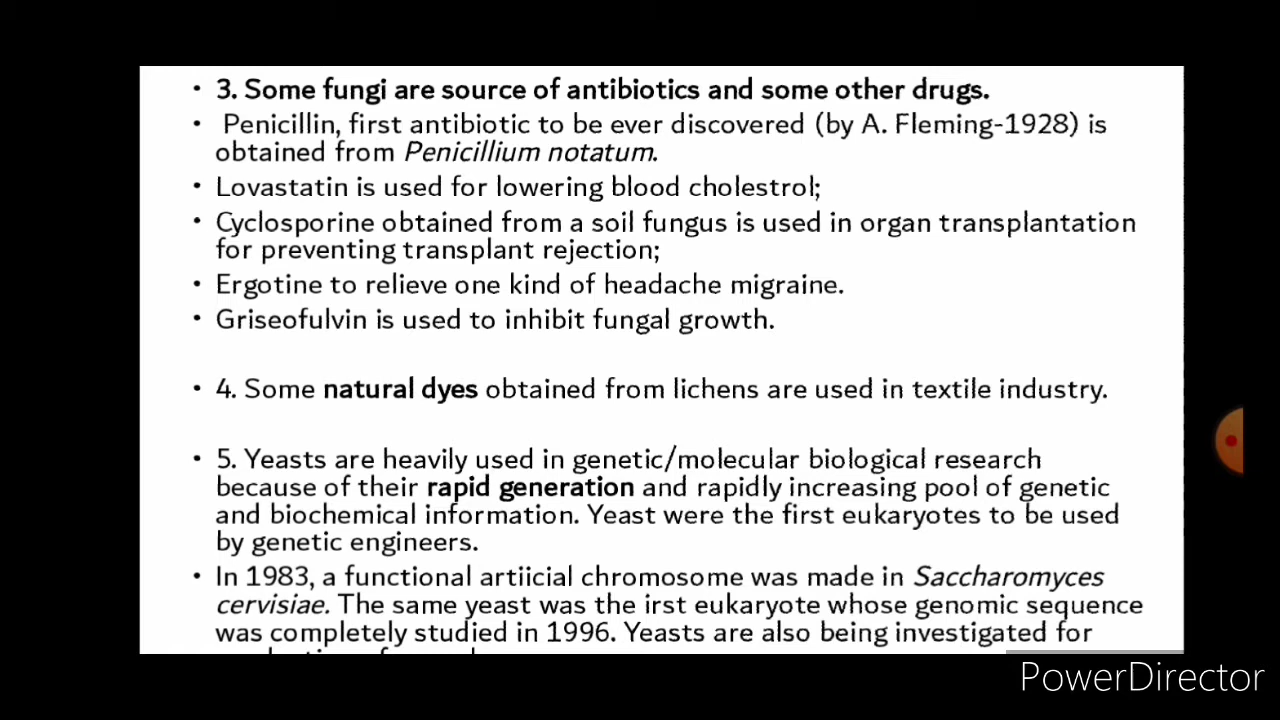 • 3. Some fungi are source of antibiotics and some other drugs.
• Penicillin, first antibiotic to be ever discovered (by A. Fleming-1928) is
obtained from Penicillium notatum.
• Lovastatin is used for lowering blood cholestrol;
• Cyclosporine obtained from a soil fungus is used in organ transplantation
for preventing transplant rejection;
• Ergotine to relieve one kind of headache migraine.
• Griseofulvin is used to inhibit fungal growth.
• 4. Some natural dyes obtained from lichens are used in textile industry.
• 5. Yeasts are heavily used in genetic/molecular biological research
because of their rapid generation and rapidly increasing pool of genetic
and biochemical information. Yeast were the first eukaryotes to be used
by genetic engineers.
• In 1983, a functional artiicial chromosome was made in Saccharomyces
cervisiae. The same yeast was the irst eukaryote whose genomic sequence
was completely studied in 1996. Yeasts are also being investigated for
PowerDirector